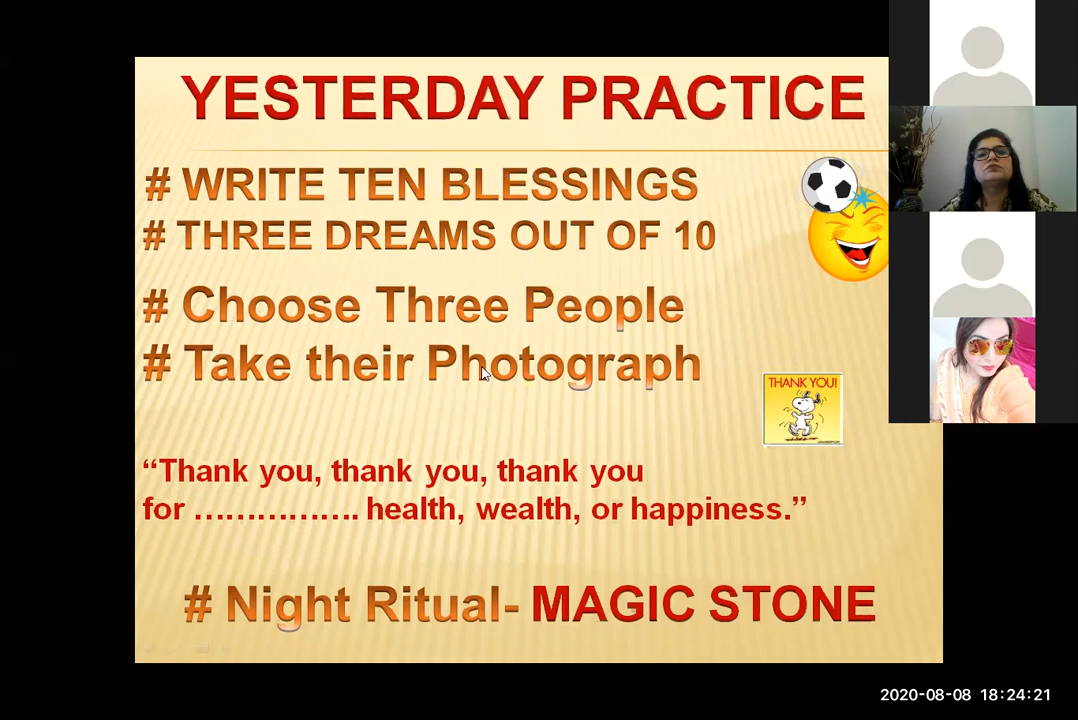 YESTERDAY PRACTICE
# WRITE TEN BLESSINGS
# THREE DREAMS OUT OF 10
# Choose Three People
# Take their Photograph
THANK YOU!
“Thank you, thank you, thank you
for ……………. health, wealth, or happiness.”
# Night Ritual- MAGIC STONE
2020-08-08 18:24:21